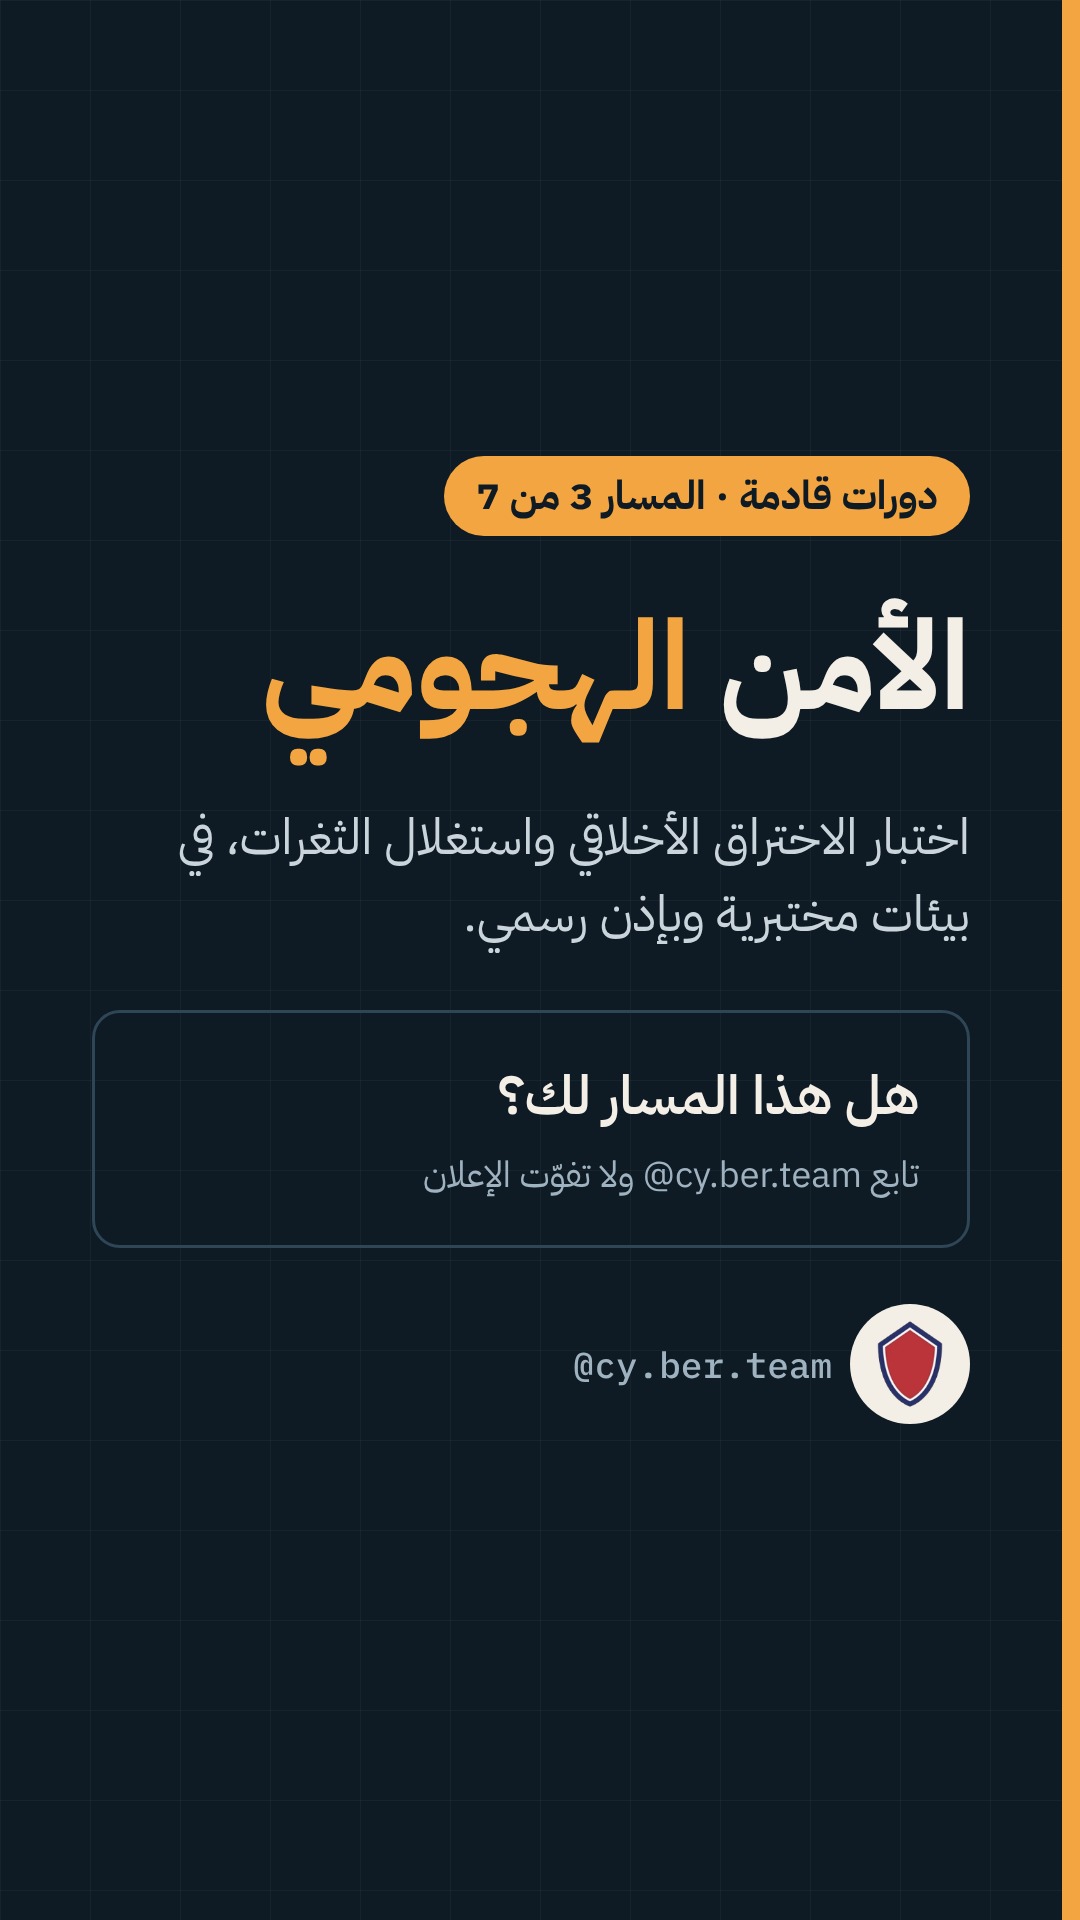 دورات قادمة · المسار 3 من 7
الأمن الهجومي
اختبار الاختراق الأخلاقي واستغلال الثغرات، في
بيئات مختبرية وبإذن رسمي.
هل هذا المسار لك؟
تابع @cy.ber.team ولا تفوّت الإعلان
@cy.ber.team